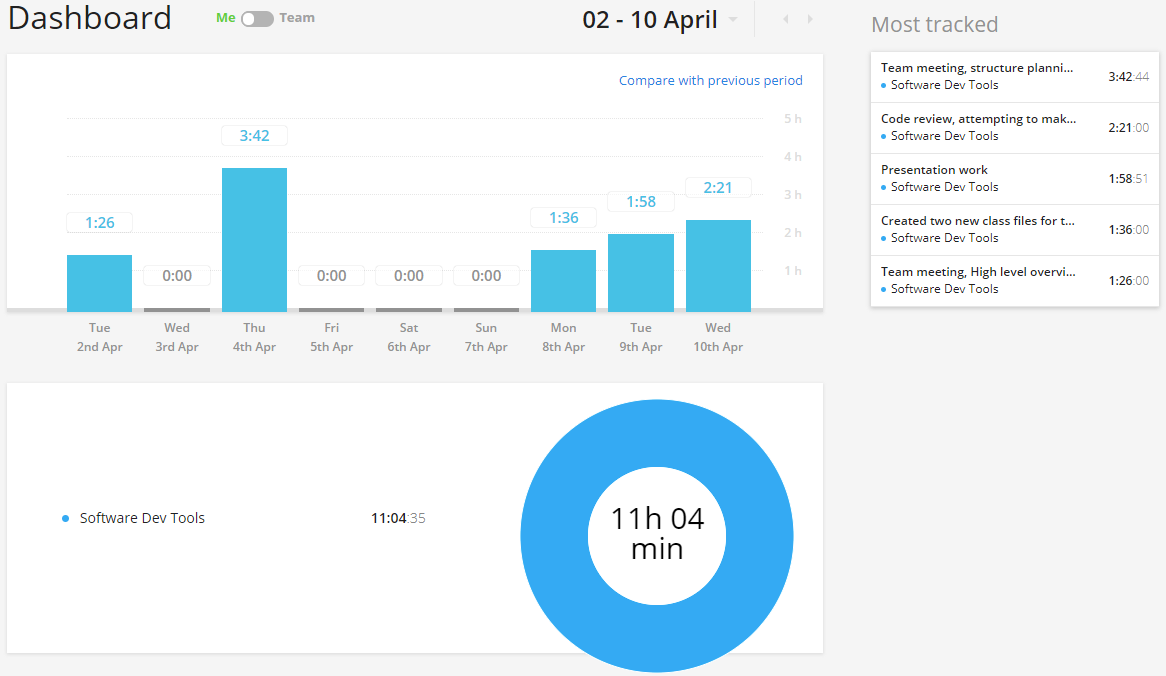 Dashboard
Me Team
02 - 10 April
Compare with previous period
5 h
4 h
3 h
2 h
1 h
1:26
0:00
3:42
0:00
0:00
0:00
1:36
1:58
2:21
Tue
2nd Apr
Wed
3rd Apr
Thu
4th Apr
Fri
5th Apr
Sat
6th Apr
Sun
7th Apr
Mon
8th Apr
Tue
9th Apr
Wed
10th Apr
Software Dev Tools 11:04:35
11h 04
min
Most tracked
Team meeting, structure planni... 3:42:44
Software Dev Tools
Code review, attempting to mak... 2:21:00
Software Dev Tools
Presentation work 1:58:51
Software Dev Tools
Created two new class files for t... 1:36:00
Software Dev Tools
Team meeting, High level overvi... 1:26:00
Software Dev Tools